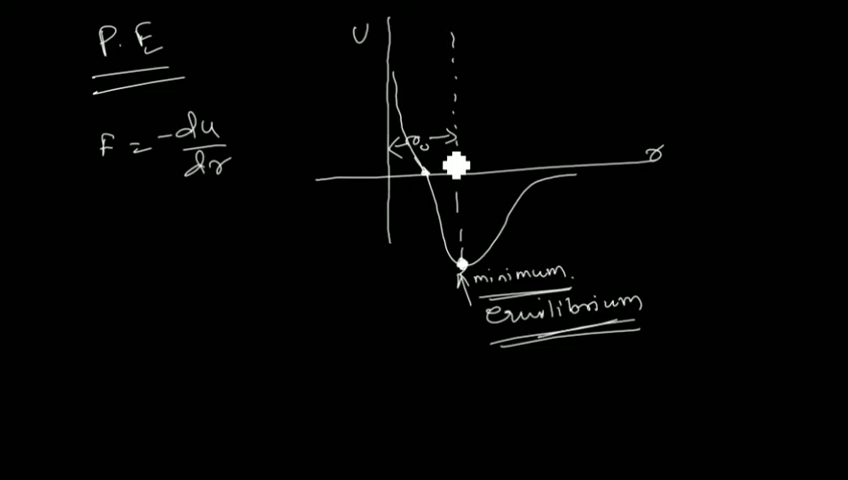 P.E
U
r₀
r
F = -du/dr
minimum.
equilibrium